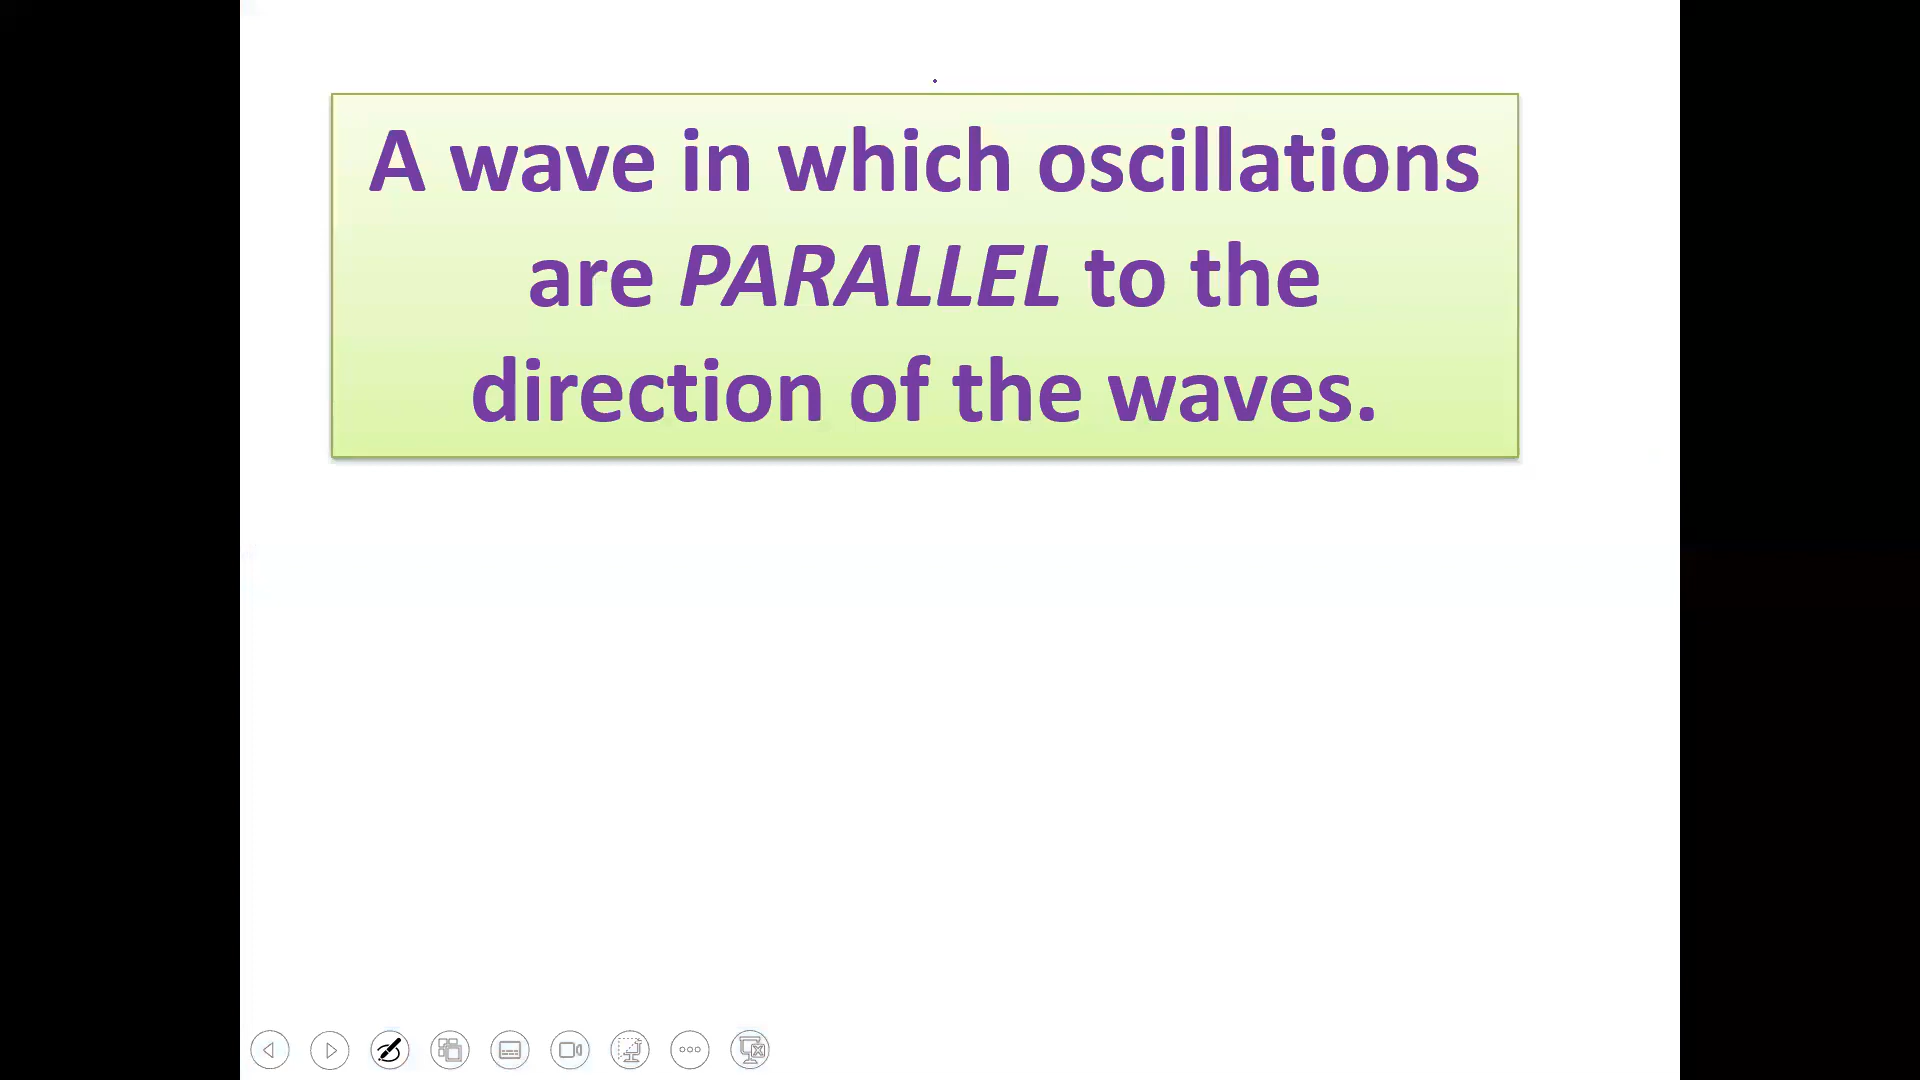 A wave in which oscillations
are PARALLEL to the
direction of the waves.